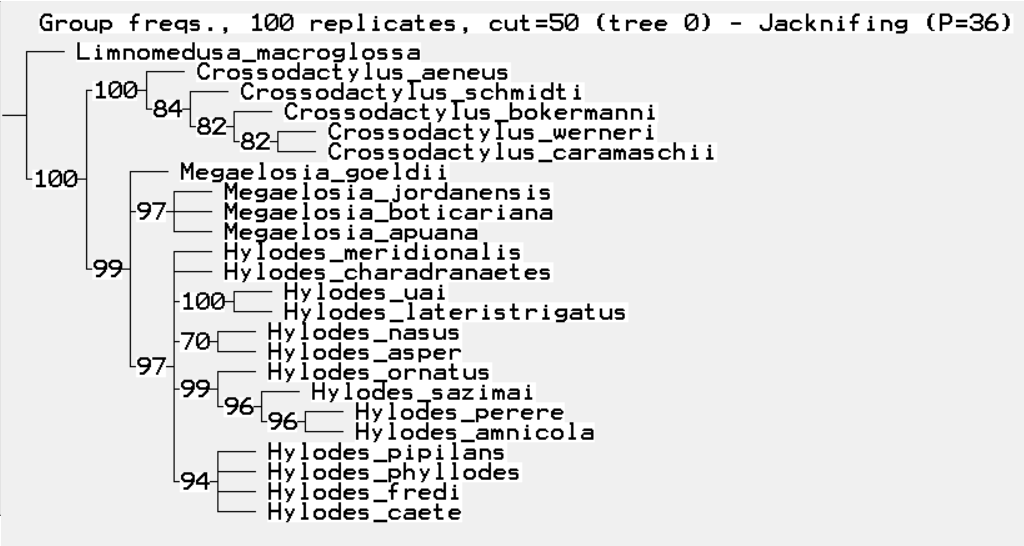 Group freqs., 100 replicates, cut=50 (tree 0) - Jacknifing (P=36)
Limnomedusa_macroglossa
Crossodactylus_aeneus
100
Crossodactylus_schmidti
84
Crossodactylus_bokermanni
82
Crossodactylus_werneri
82
Crossodactylus_caramaschii
Megaelosia_goeldii
100
Megaelosia_jordanensis
97
Megaelosia_boticariana
Megaelosia_apuana
Hylodes_meridionalis
99
Hylodes_charadranaetes
Hylodes_uai
100
Hylodes_lateristrigatus
Hylodes_nasus
70
Hylodes_asper
97
Hylodes_ornatus
99
Hylodes_sazimai
96
Hylodes_perere
96
Hylodes_amnicola
Hylodes_pipilans
Hylodes_phyllodes
94
Hylodes_fredi
Hylodes_caete